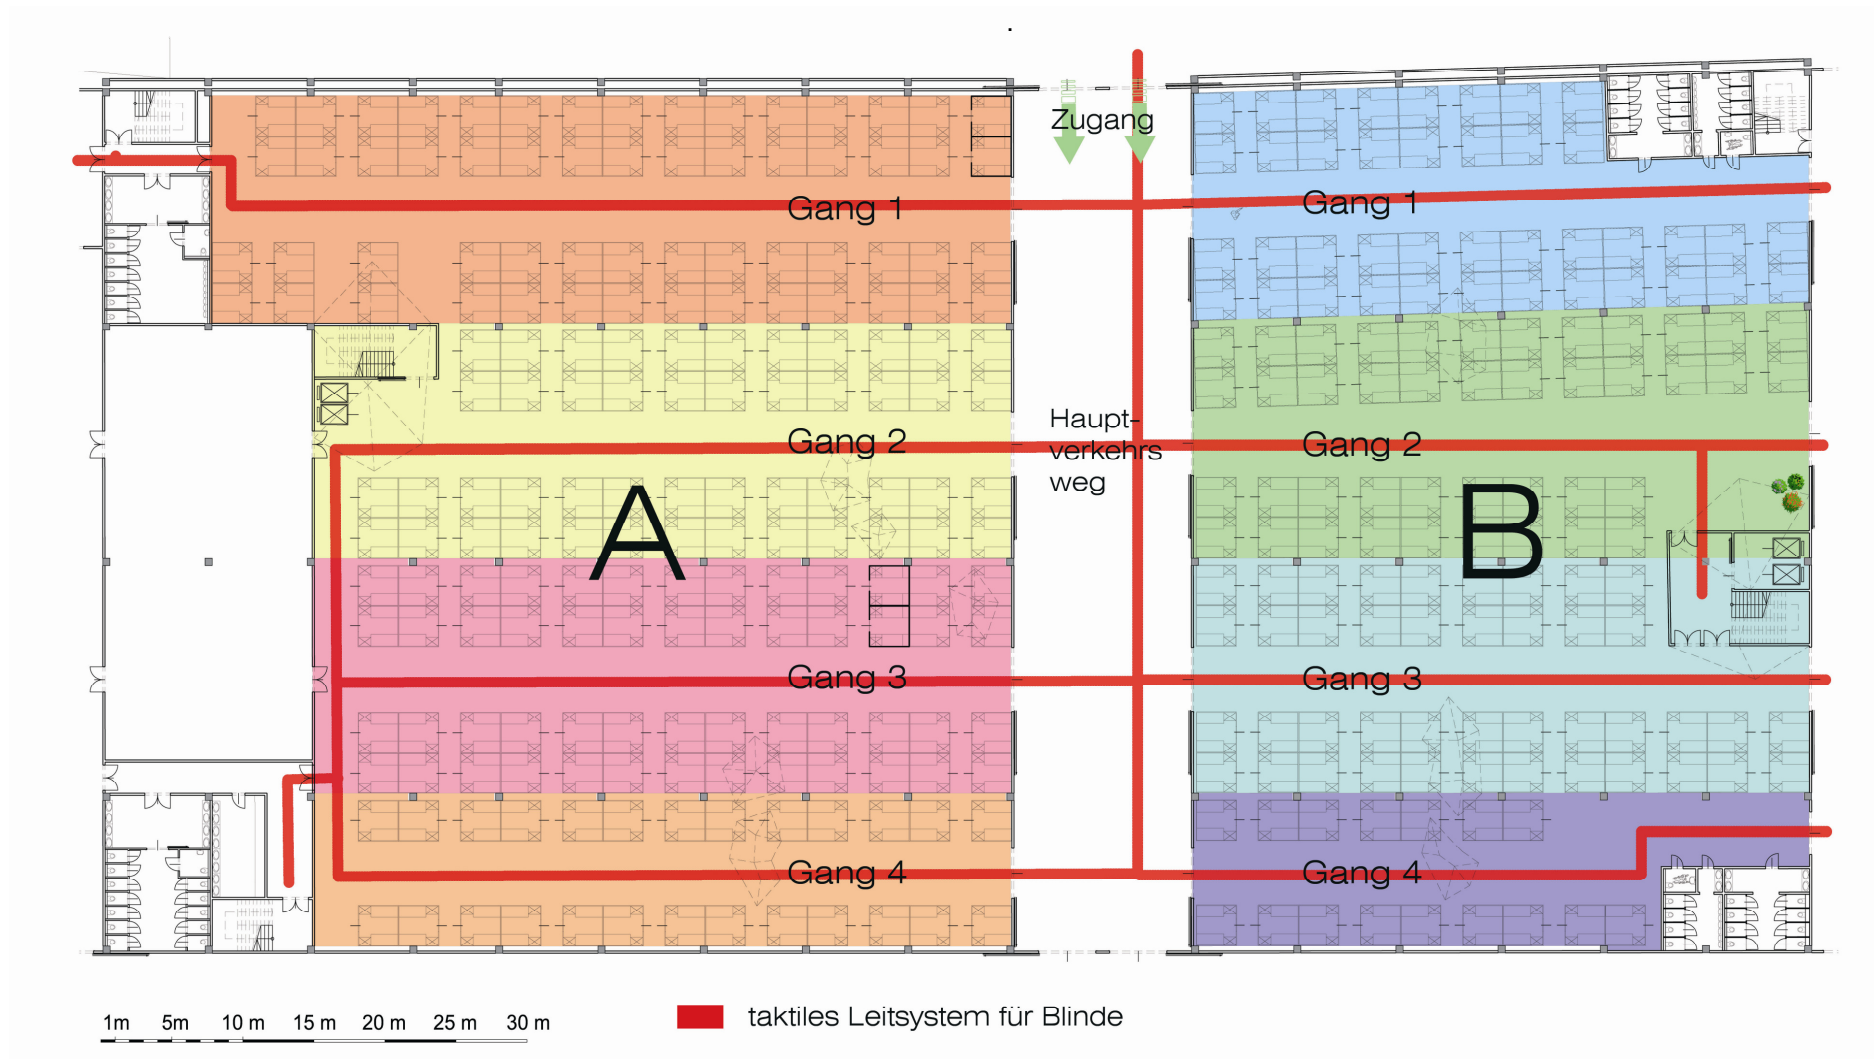 Zugang
Gang 1
Gang 1
Haupt-
verkehrs
weg
Gang 2
Gang 2
A
B
Gang 3
Gang 3
Gang 4
Gang 4
1m 5m 10 m 15 m 20 m 25 m 30 m
taktiles Leitsystem für Blinde